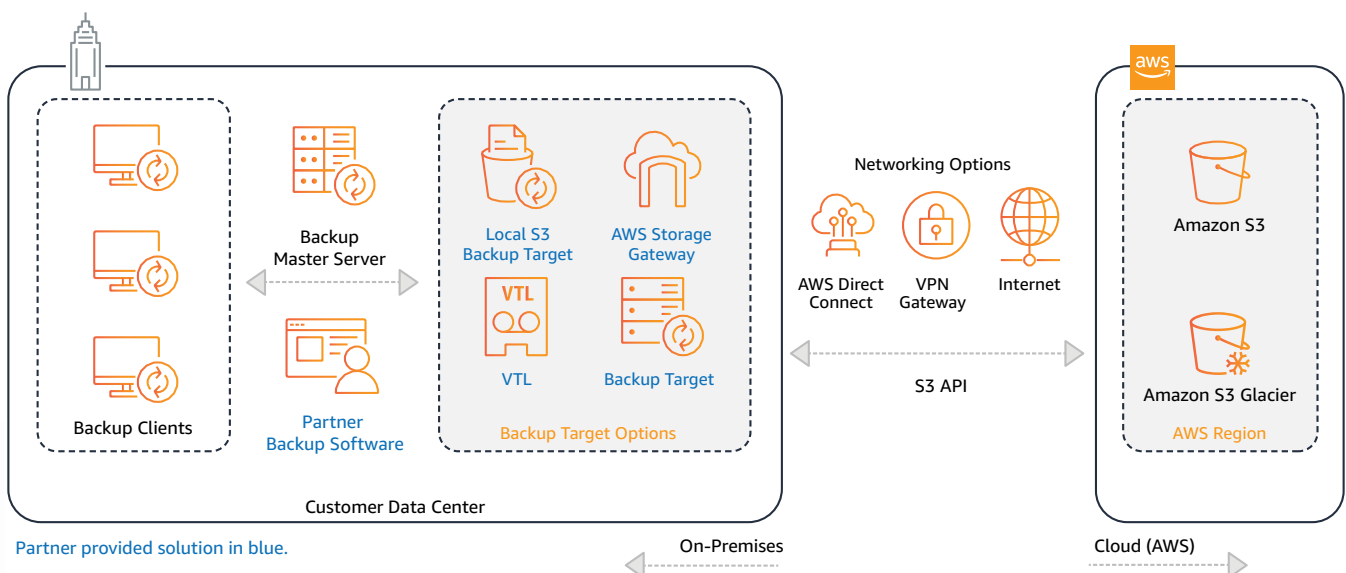 aws
Networking Options
Backup
Master Server
Local S3
Backup Target
AWS Storage
Gateway
VTL
VTL
Backup Target
Backup Target Options
Backup Clients
Partner
Backup Software
Customer Data Center
AWS Direct
Connect
VPN
Gateway
Internet
S3 API
Amazon S3
Amazon S3 Glacier
AWS Region
Partner provided solution in blue.
On-Premises
Cloud (AWS)